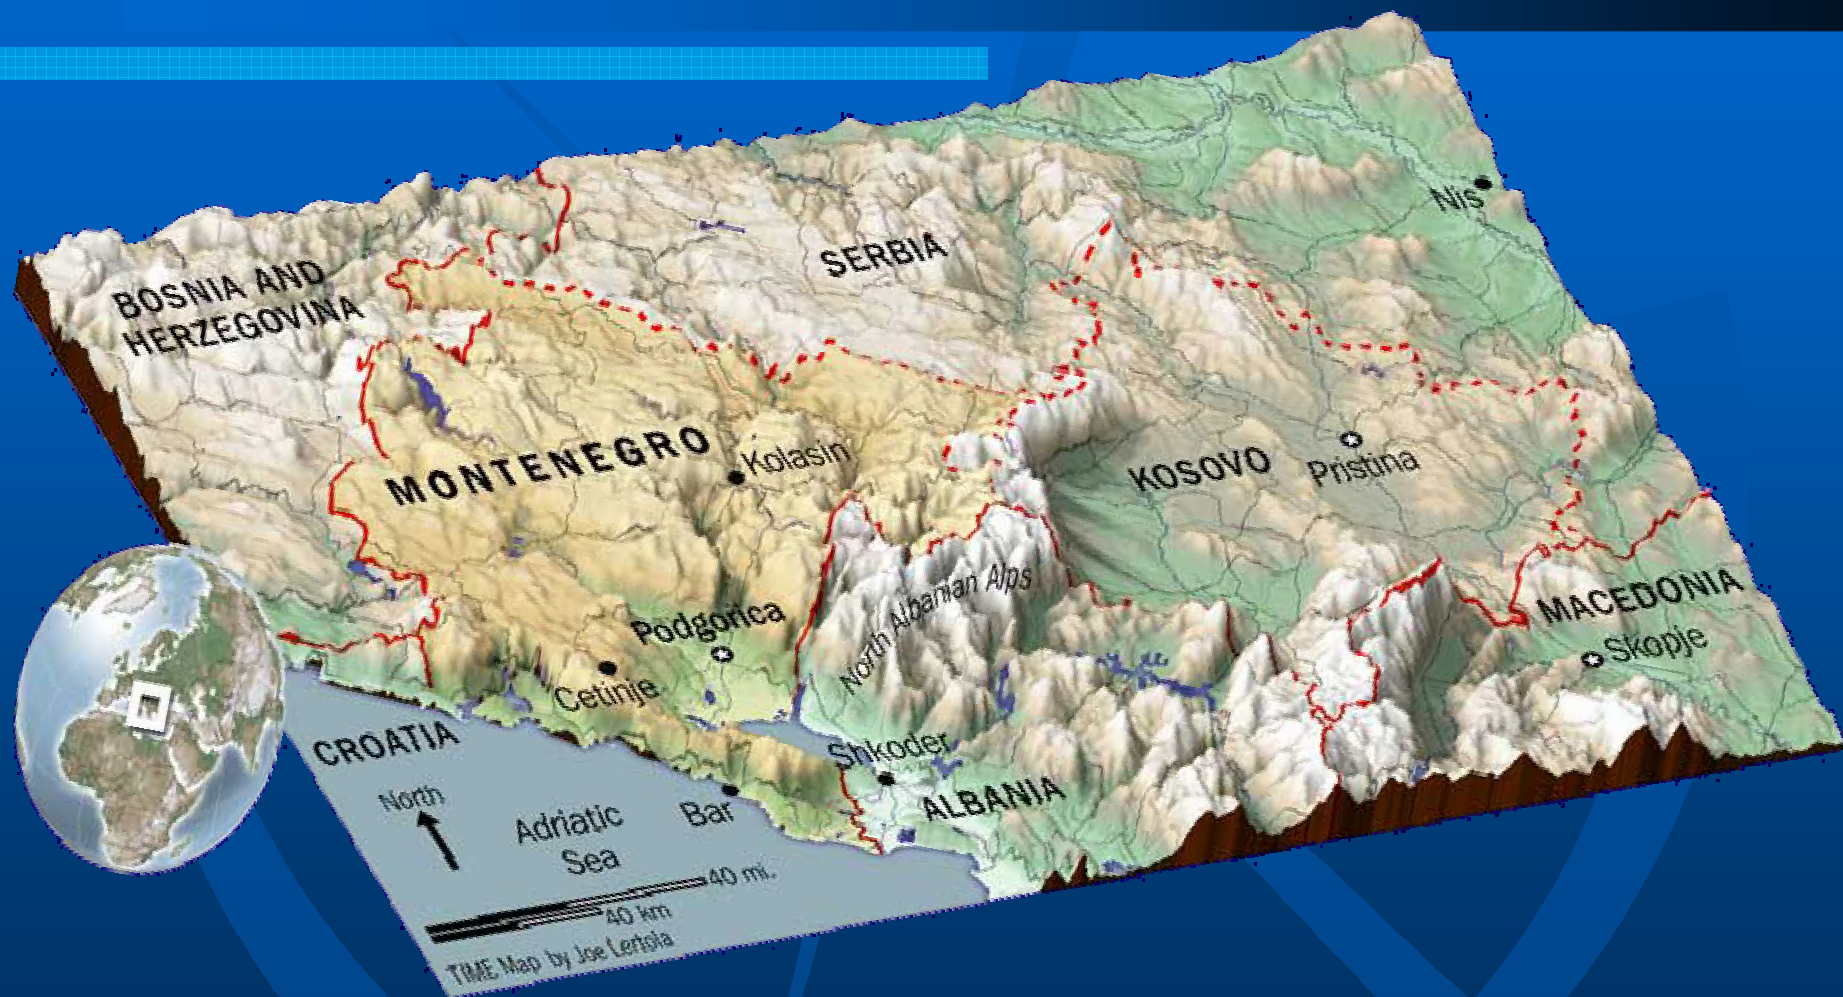 Nis
SERBIA
BOSNIA AND
HERZEGOVINA
MONTENEGRO
Kolasin
KOSOVO
Pristina
North Albanian Alps
MACEDONIA
Skopje
Podgorica
Cetinje
CROATIA
Shkoder
ALBANIA
North
Adriatic
Sea
Bar
40 mi.
40 km
TIME Map by Joe Lertola